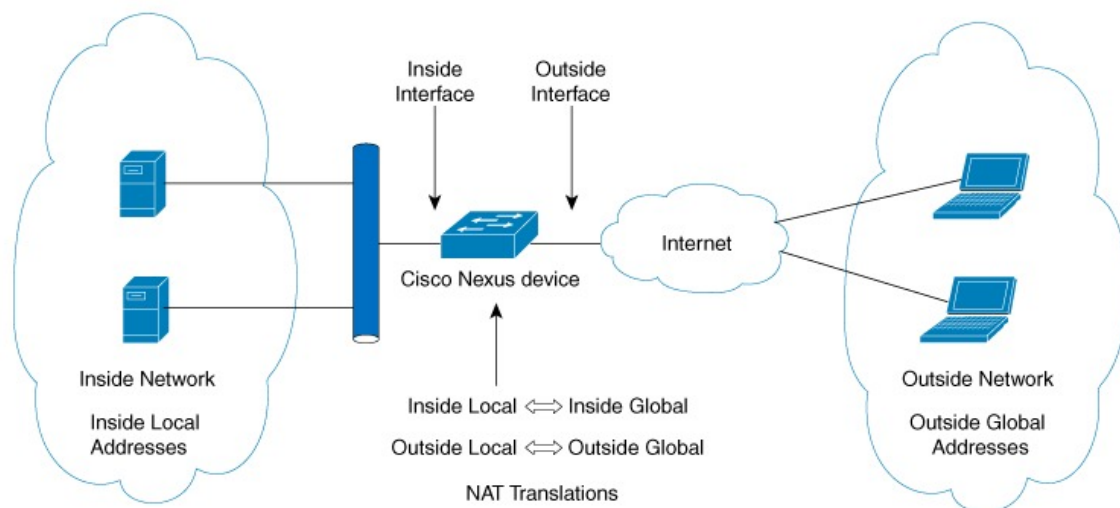 Inside
Interface
Outside
Interface
Internet
Cisco Nexus device
Inside Network
Inside Local
Addresses
Outside Network
Outside Global
Addresses
Inside Local ⇔ Inside Global
Outside Local ⇔ Outside Global
NAT Translations